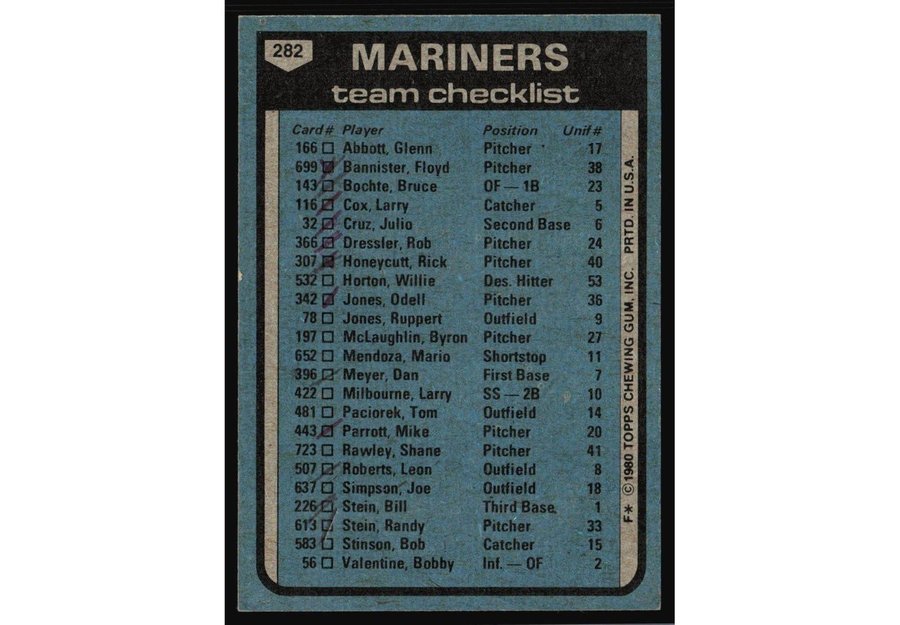 282
MARINERS
team checklist
Card # Player Position Unif #
166 Abbott, Glenn Pitcher 17
699 Bannister, Floyd Pitcher 38
143 Bochte, Bruce OF — 1B 23
116 Cox, Larry Catcher 5
32 Cruz, Julio Second Base 6
366 Dressler, Rob Pitcher 24
307 Honeycutt, Rick Pitcher 40
532 Horton, Willie Des. Hitter 53
342 Jones, Odell Pitcher 36
78 Jones, Ruppert Outfield 9
197 McLaughlin, Byron Pitcher 27
652 Mendoza, Mario Shortstop 11
396 Meyer, Dan First Base 7
422 Milbourne, Larry SS — 2B 10
481 Paciorek, Tom Outfield 14
443 Parrott, Mike Pitcher 20
723 Rawley, Shane Pitcher 41
507 Roberts, Leon Outfield 8
637 Simpson, Joe Outfield 18
226 Stein, Bill Third Base 1
613 Stein, Randy Pitcher 33
583 Stinson, Bob Catcher 15
56 Valentine, Bobby Inf. — OF 2
F* ©1980 TOPPS CHEWING GUM, INC. PRTD. IN U.S.A.